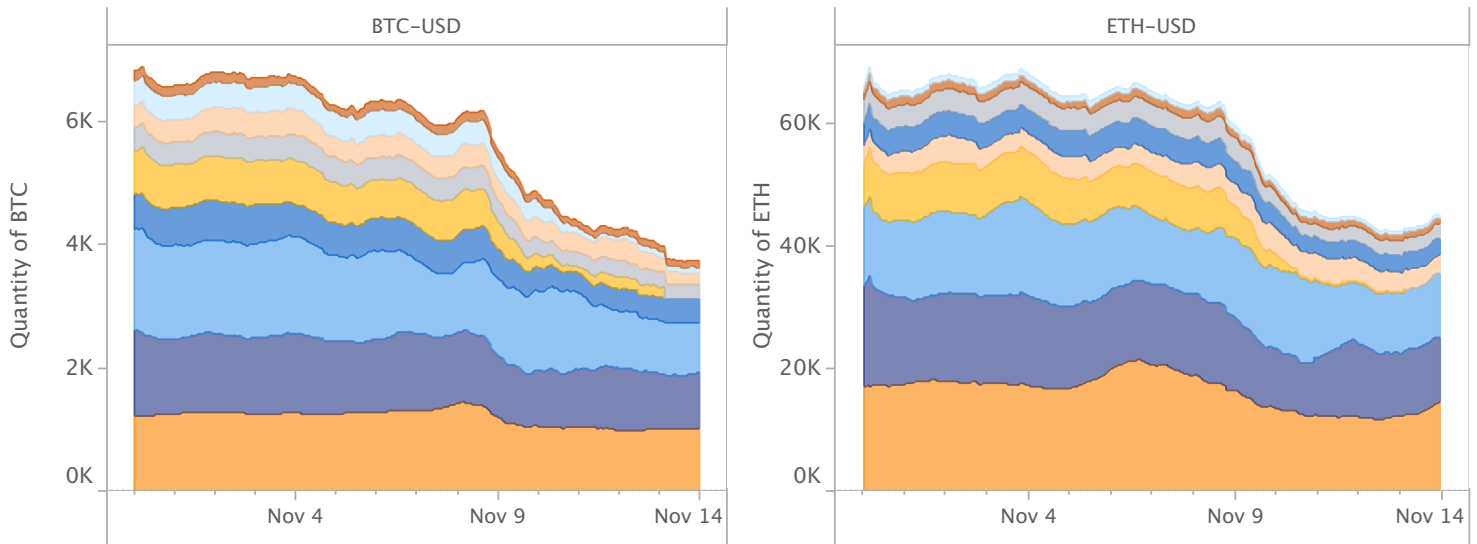 BTC–USD
ETH–USD
Quantity of BTC
6K
4K
2K
0K
Nov 4
Nov 9
Nov 14
Quantity of ETH
60K
40K
20K
0K
Nov 4
Nov 9
Nov 14